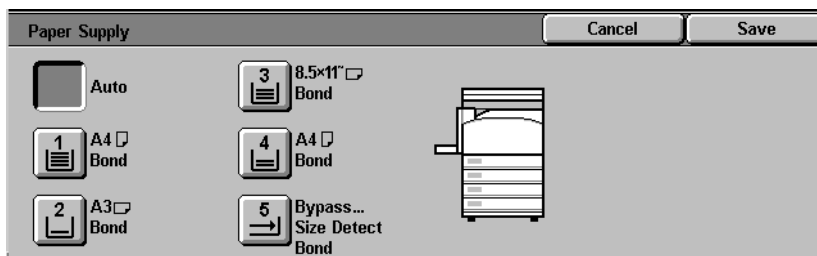 Paper Supply
Cancel
Save
Auto
1
A4
Bond
2
A3
Bond
3
8.5×11"
Bond
4
A4
Bond
5
Bypass...
Size Detect
Bond